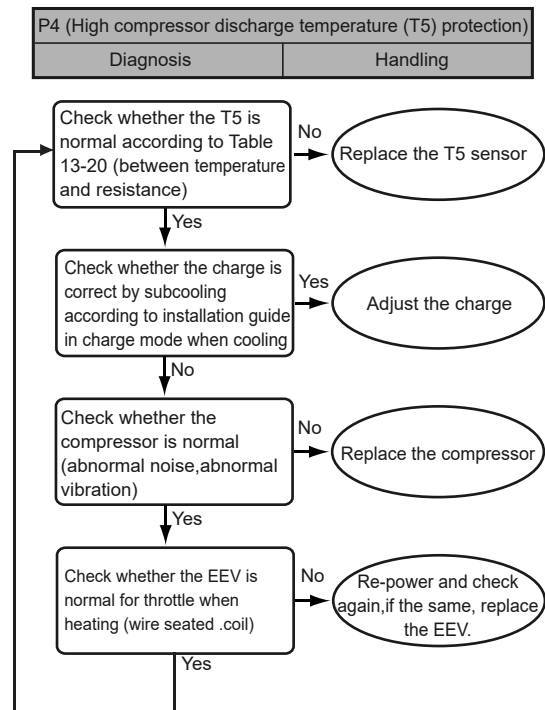 P4 (High compressor discharge temperature (T5) protection)
Diagnosis
Handling
Check whether the T5 is
normal according to Table
13-20 (between temperature
and resistance)
No
Replace the T5 sensor
Yes
Check whether the charge is
correct by subcooling
according to installation guide
in charge mode when cooling
Yes
Adjust the charge
No
Check whether the
compressor is normal
(abnormal noise,abnormal
vibration)
No
Replace the compressor
Yes
Check whether the EEV is
normal for throttle when
heating (wire seated .coil)
No
Re-power and check
again,if the same, replace
the EEV.
Yes